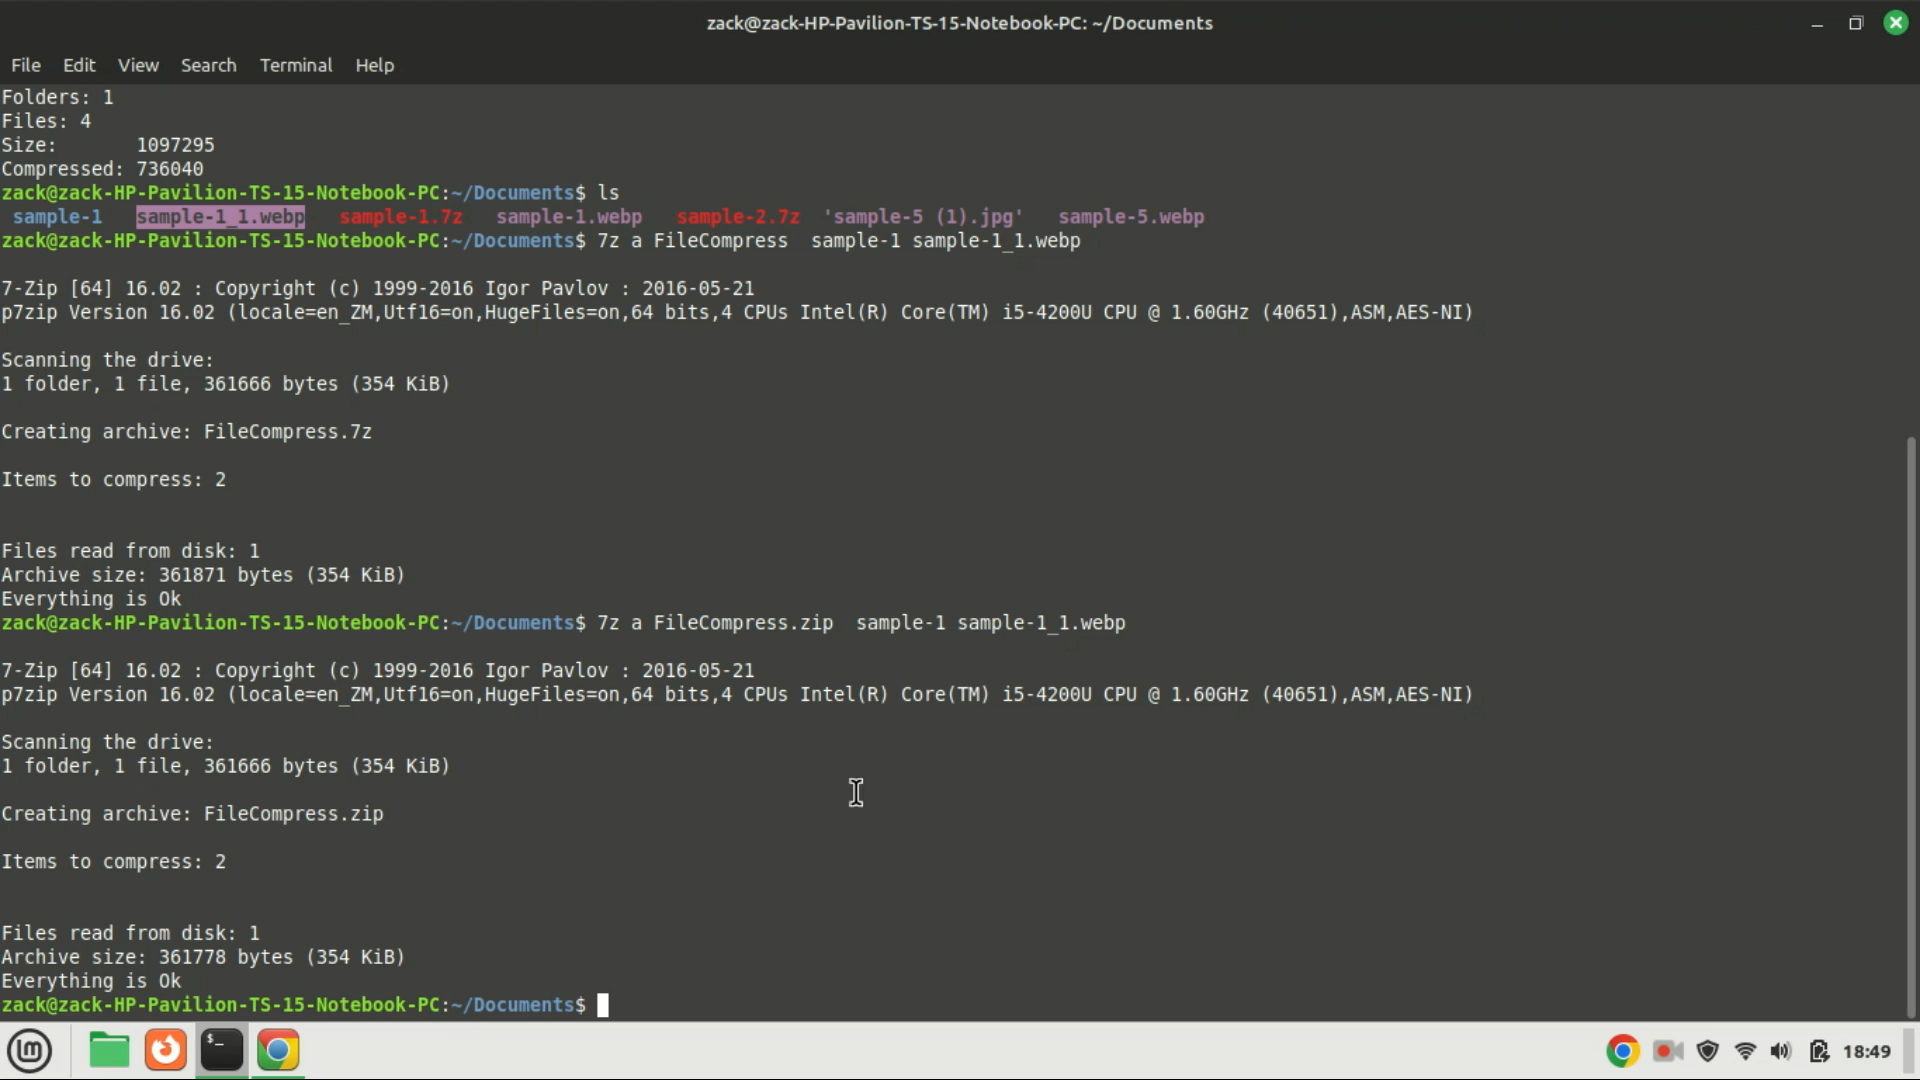 zack@zack-HP-Pavilion-TS-15-Notebook-PC: ~/Documents
File Edit View Search Terminal Help
Folders: 1
Files: 4
Size:       1097295
Compressed: 736040
zack@zack-HP-Pavilion-TS-15-Notebook-PC:~/Documents$ ls
sample-1   sample-1_1.webp   sample-1.7z   sample-1.webp   sample-2.7z  'sample-5 (1).jpg'   sample-5.webp
zack@zack-HP-Pavilion-TS-15-Notebook-PC:~/Documents$ 7z a FileCompress  sample-1 sample-1_1.webp
7-Zip [64] 16.02 : Copyright (c) 1999-2016 Igor Pavlov : 2016-05-21
p7zip Version 16.02 (locale=en_ZM,Utf16=on,HugeFiles=on,64 bits,4 CPUs Intel(R) Core(TM) i5-4200U CPU @ 1.60GHz (40651),ASM,AES-NI)
Scanning the drive:
1 folder, 1 file, 361666 bytes (354 KiB)
Creating archive: FileCompress.7z
Items to compress: 2
Files read from disk: 1
Archive size: 361871 bytes (354 KiB)
Everything is Ok
zack@zack-HP-Pavilion-TS-15-Notebook-PC:~/Documents$ 7z a FileCompress.zip  sample-1 sample-1_1.webp
7-Zip [64] 16.02 : Copyright (c) 1999-2016 Igor Pavlov : 2016-05-21
p7zip Version 16.02 (locale=en_ZM,Utf16=on,HugeFiles=on,64 bits,4 CPUs Intel(R) Core(TM) i5-4200U CPU @ 1.60GHz (40651),ASM,AES-NI)
Scanning the drive:
1 folder, 1 file, 361666 bytes (354 KiB)
Creating archive: FileCompress.zip
Items to compress: 2
Files read from disk: 1
Archive size: 361778 bytes (354 KiB)
Everything is Ok
zack@zack-HP-Pavilion-TS-15-Notebook-PC:~/Documents$
18:49